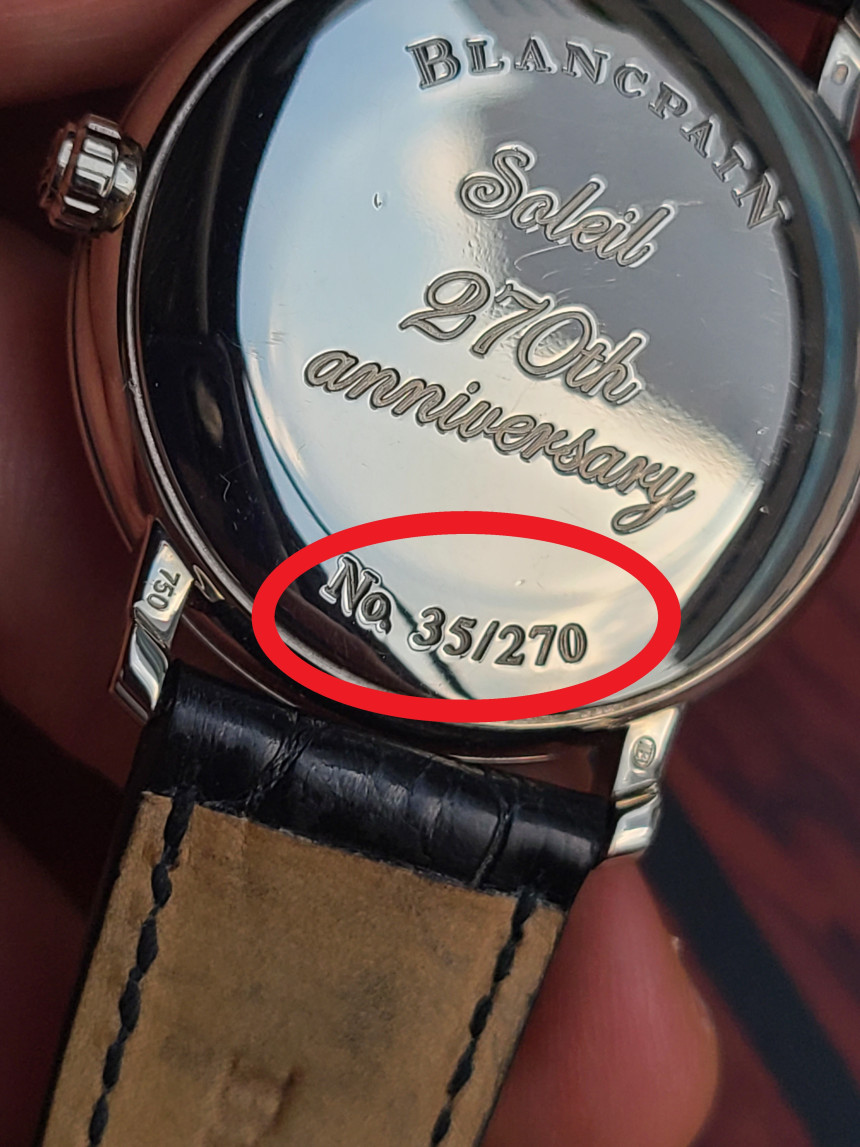 BLANCPAIN
Soleil
270th
anniversary
No. 35/270
750